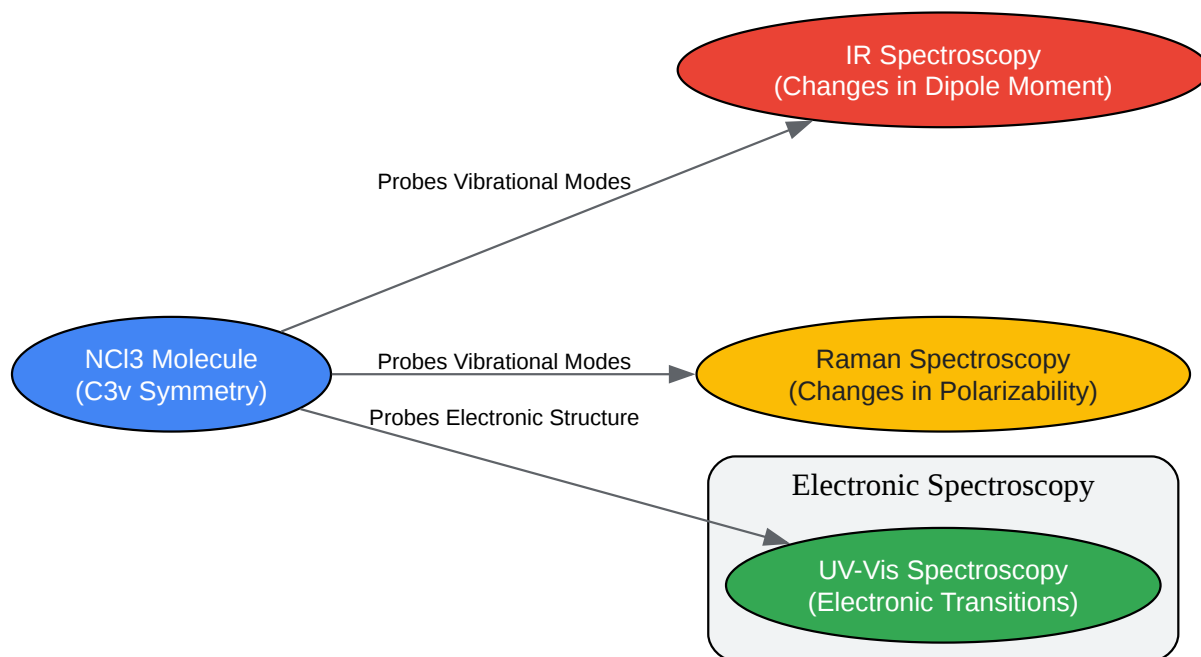 IR Spectroscopy
(Changes in Dipole Moment)
Probes Vibrational Modes
NCl3 Molecule
(C3v Symmetry)
Probes Vibrational Modes
Raman Spectroscopy
(Changes in Polarizability)
Probes Electronic Structure
Electronic Spectroscopy
UV-Vis Spectroscopy
(Electronic Transitions)